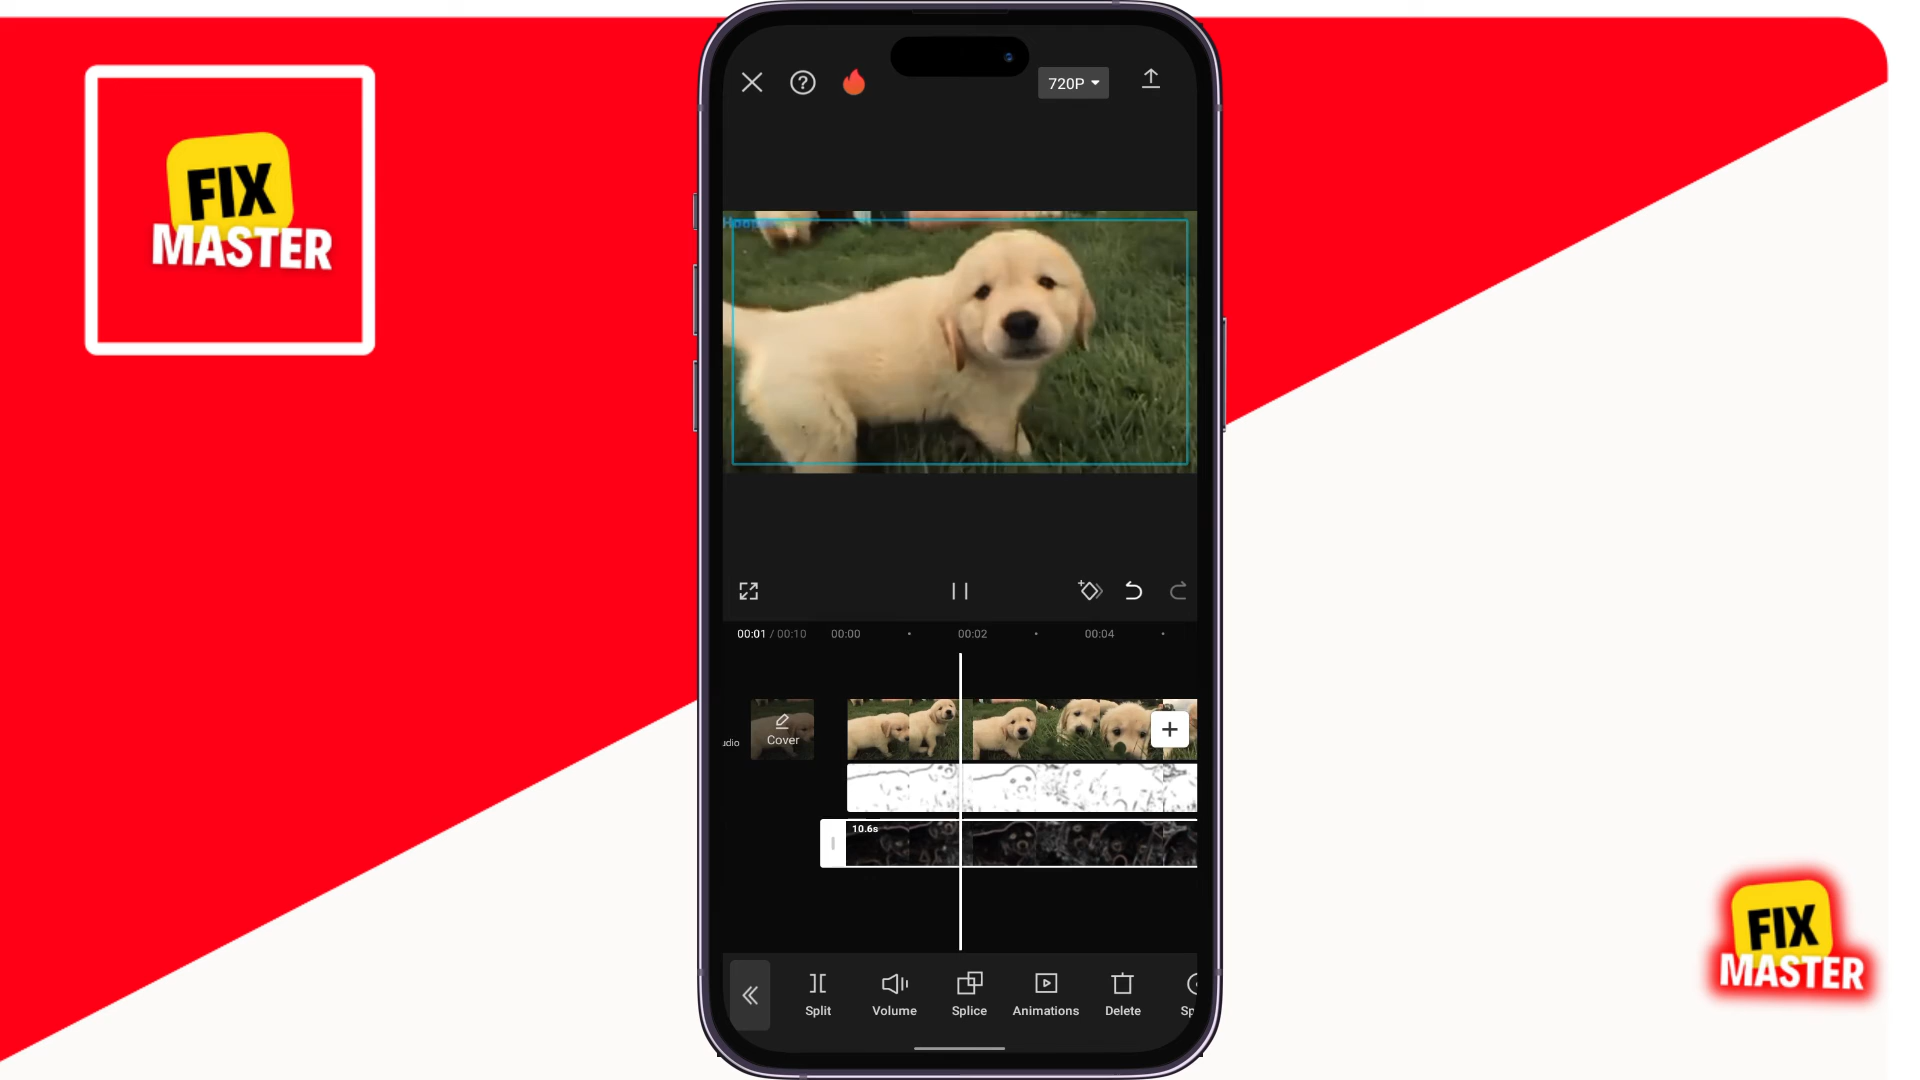 FIX
MASTER
720P
00:01 / 00:10
00:00
00:02
00:04
Cover
10.6s
Split
Volume
Splice
Animations
Delete
FIX
MASTER